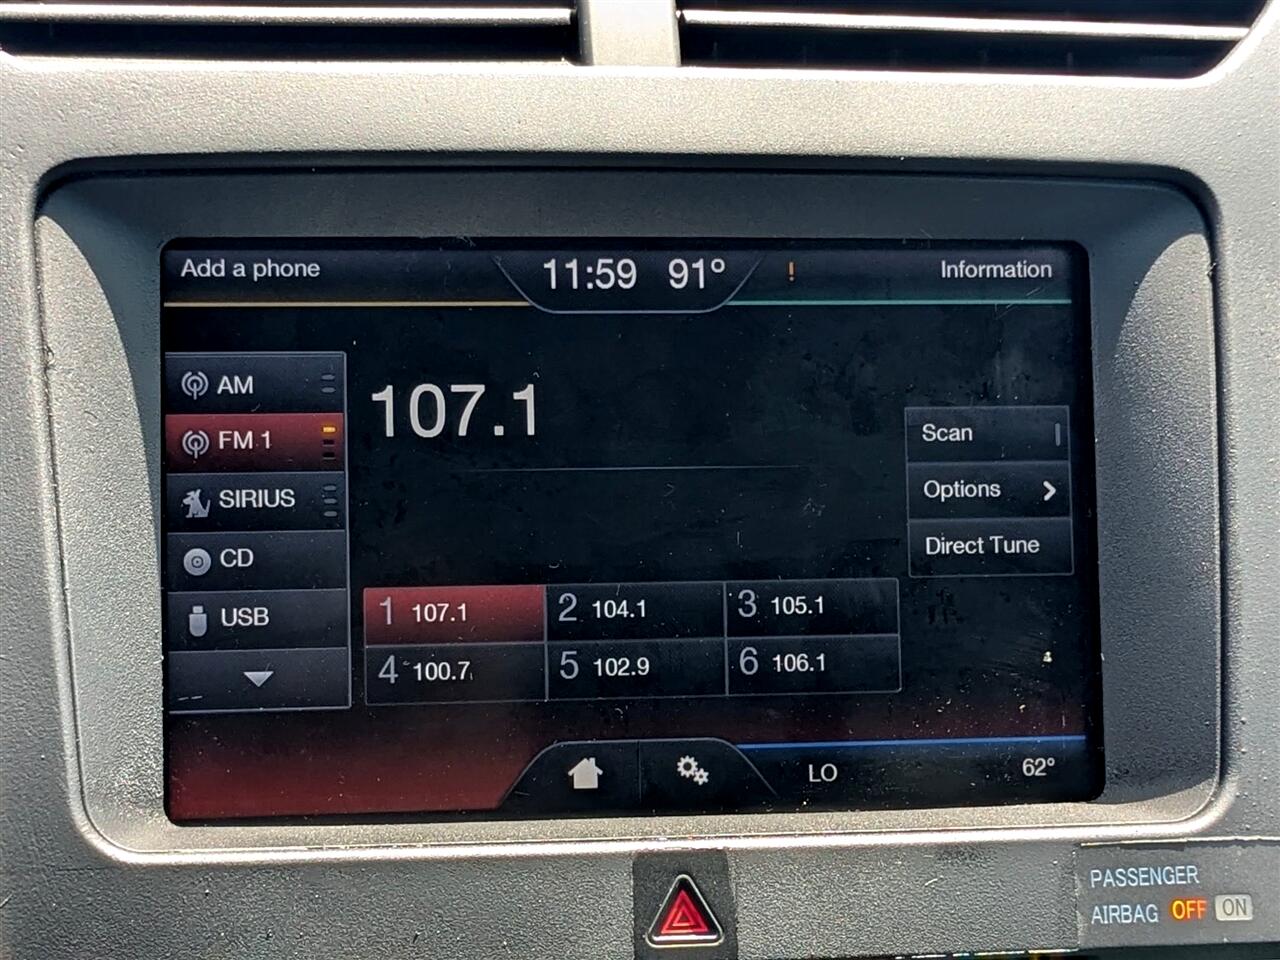 Add a phone
11:59 91°
!
Information
AM
FM 1
SIRIUS
CD
USB
107.1
Scan
Options
Direct Tune
1 107.1
2 104.1
3 105.1
4 100.7
5 102.9
6 106.1
LO
62°
PASSENGER
AIRBAG OFF ON